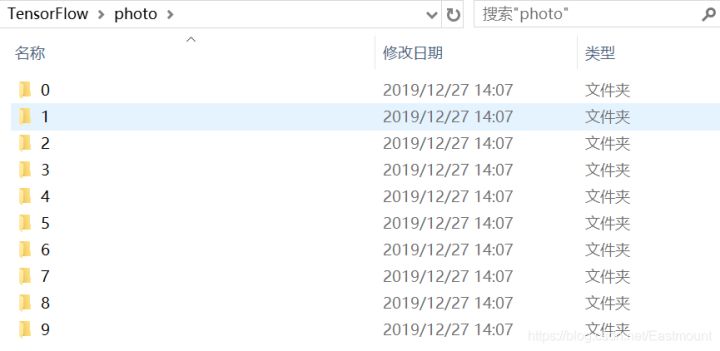 TensorFlow > photo > 搜索"photo"
名称 修改日期 类型
0 2019/12/27 14:07 文件夹
1 2019/12/27 14:07 文件夹
2 2019/12/27 14:07 文件夹
3 2019/12/27 14:07 文件夹
4 2019/12/27 14:07 文件夹
5 2019/12/27 14:07 文件夹
6 2019/12/27 14:07 文件夹
7 2019/12/27 14:07 文件夹
8 2019/12/27 14:07 文件夹
9 2019/12/27 14:07 文件夹
https://blog.csdn.net/Eastmount